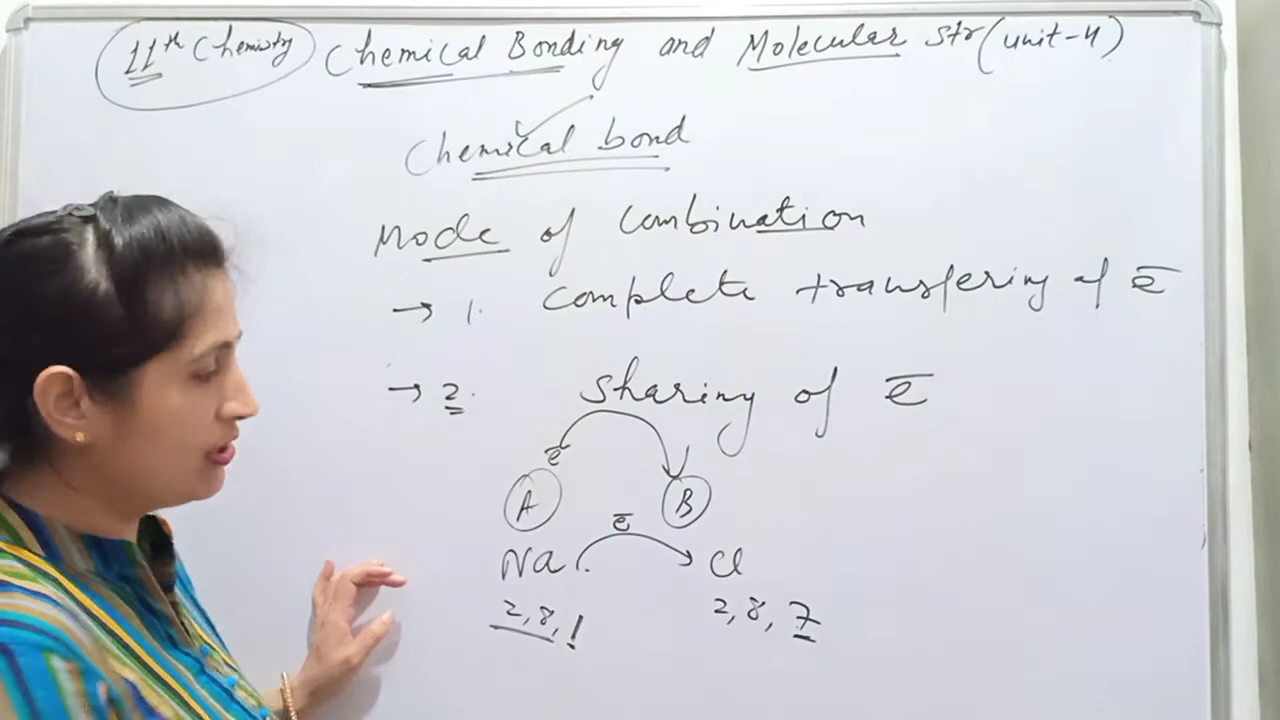 11th Chemistry Chemical Bonding and Molecular Str (unit-4)
Chemical bond
Mode of Combination
→ 1. Complete transfering of e̅
→ 2. Sharing of e̅
e̅
A B
e̅
Na Cl
2,8,1 2,8,7